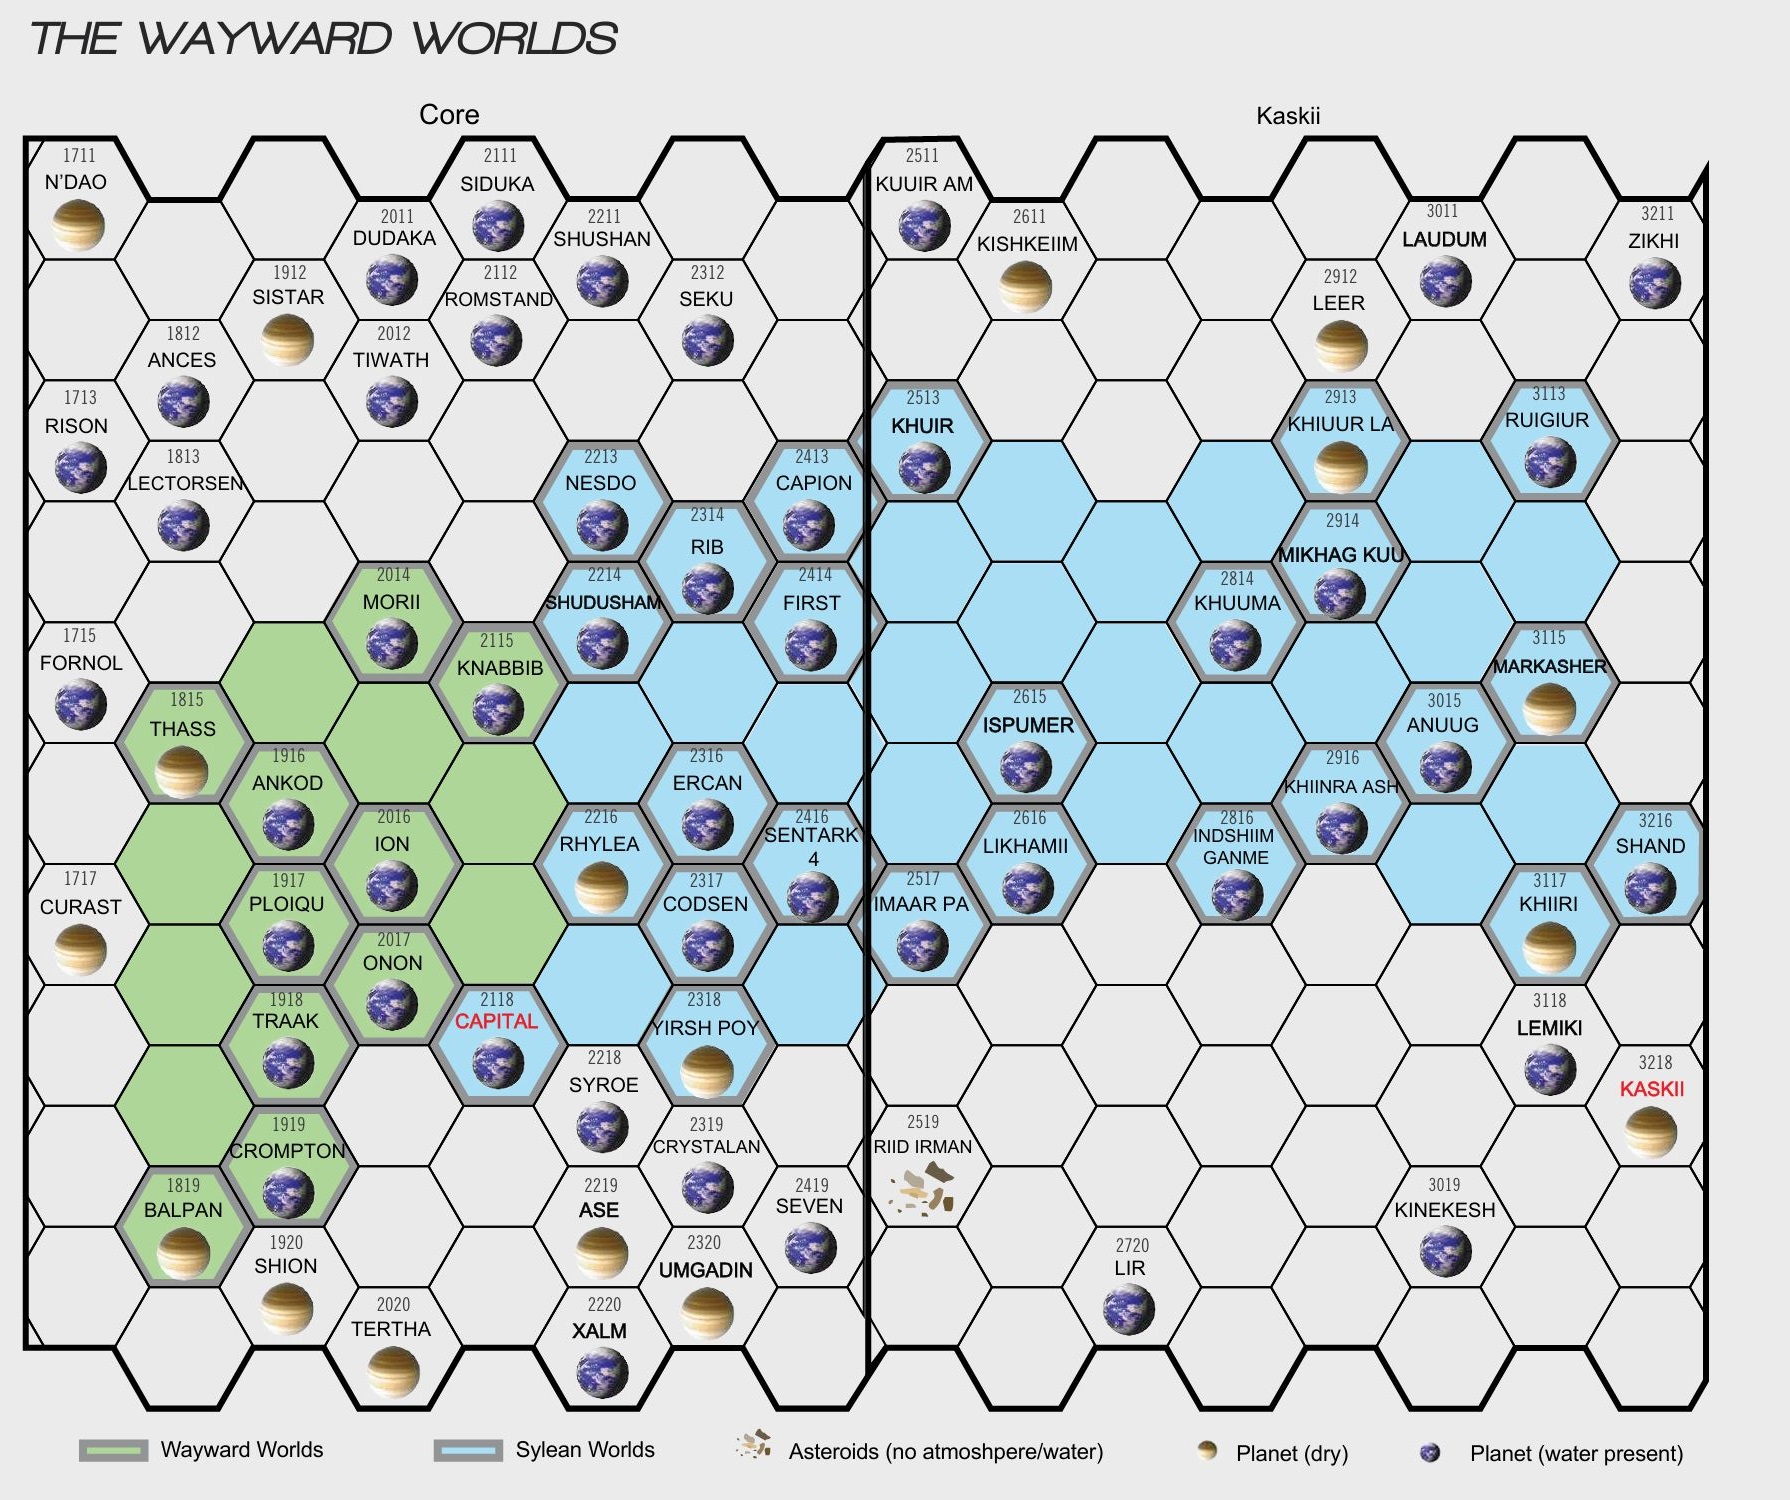 THE WAYWARD WORLDS
Core
Kaskii
1711
N'DAO
2111
SIDUKA
2511
KUUIR AM
2011
DUDAKA
2211
SHUSHAN
2611
KISHKEIIM
3011
LAUDUM
3211
ZIKHI
1912
SISTAR
2112
ROMSTAND
2312
SEKU
2912
LEER
1812
ANCES
2012
TIWATH
1713
RISON
2513
KHUIR
2913
KHIUUR LA
3113
RUIGIUR
1813
LECTORSEN
2213
NESDO
2413
CAPION
2314
RIB
2914
MIKHAG KUU
2014
MORII
2214
SHUDUSHAM
2414
FIRST
2814
KHUUMA
1715
FORNOL
2115
KNABBIB
3115
MARKASHER
1815
THASS
2615
ISPUMER
3015
ANUUG
1916
ANKOD
2316
ERCAN
2916
KHIINRA ASH
2016
ION
2216
RHYLEA
2416
SENTARK
4
2616
LIKHAMII
2816
INDSHIIM
GANME
3216
SHAND
1717
CURAST
1917
PLOIQU
2317
CODSEN
2517
IMAAR PA
3117
KHIIRI
2017
ONON
1918
TRAAK
2118
CAPITAL
2318
YIRSH POY
3118
LEMIKI
2218
SYROE
3218
KASKII
1919
CROMPTON
2319
CRYSTALAN
2519
RIID IRMAN
1819
BALPAN
2219
ASE
2419
SEVEN
3019
KINEKESH
1920
SHION
2320
UMGADIN
2720
LIR
2020
TERTHA
2220
XALM
Wayward Worlds
Sylean Worlds
Asteroids (no atmoshpere/water)
Planet (dry)
Planet (water present)